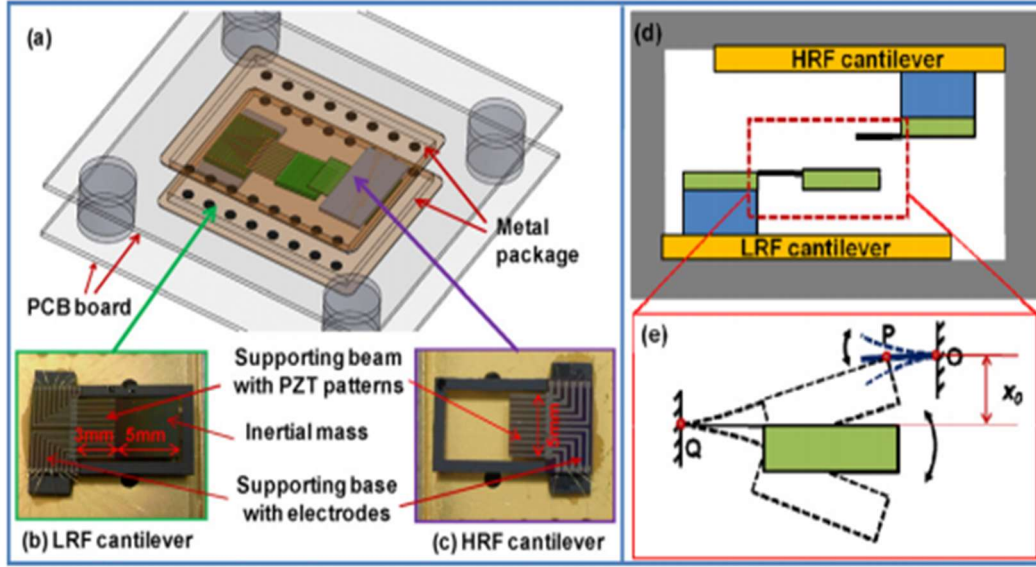 (a)
Metal
package
PCB board
Supporting beam
with PZT patterns
3mm
5mm
Inertial mass
Supporting base
with electrodes
(b) LRF cantilever
(c) HRF cantilever
(d)
HRF cantilever
LRF cantilever
(e)
P
O
Q
x₀